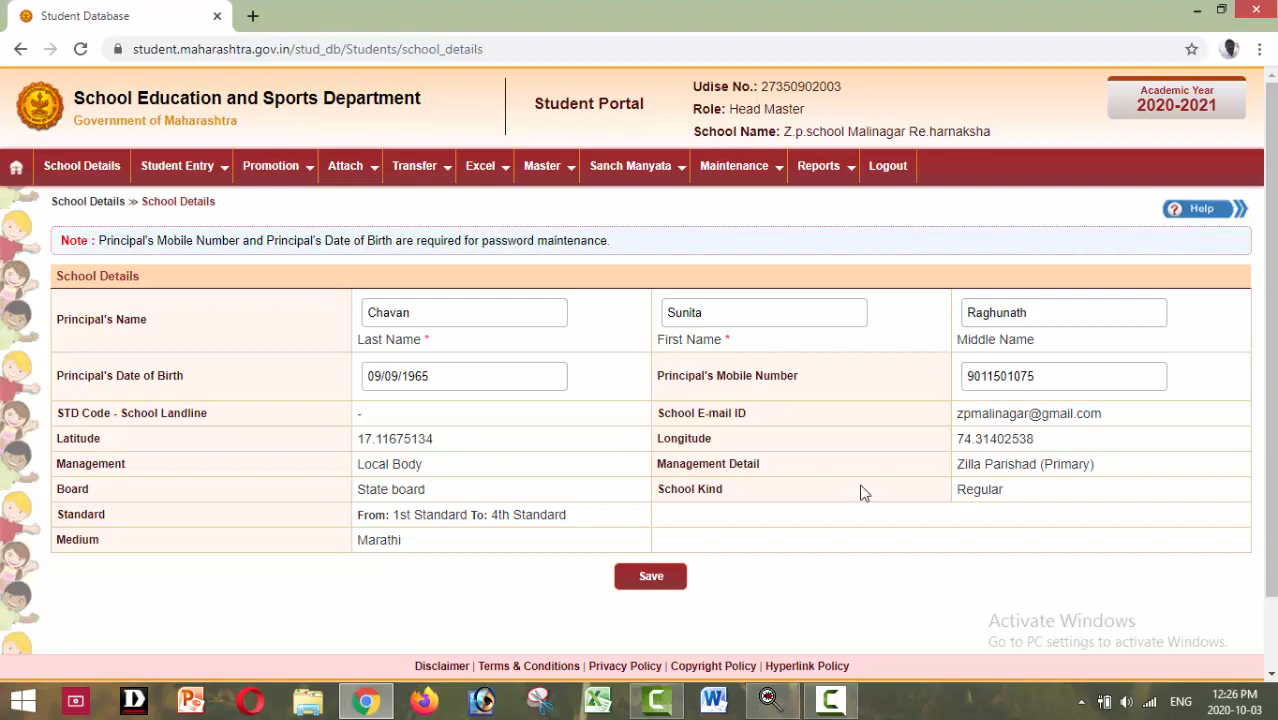 Student Database
student.maharashtra.gov.in/stud_db/Students/school_details
School Education and Sports Department
Government of Maharashtra
Student Portal
Udise No.: 27350902003
Role: Head Master
School Name: Z.p.school Malinagar Re.harnaksha
Academic Year
2020-2021
School Details Student Entry Promotion Attach Transfer Excel Master Sanch Manyata Maintenance Reports Logout
School Details >> School Details
? Help
Note : Principal's Mobile Number and Principal's Date of Birth are required for password maintenance.
School Details
Principal's Name Chavan Sunita Raghunath
Last Name * First Name * Middle Name
Principal's Date of Birth 09/09/1965 Principal's Mobile Number 9011501075
STD Code - School Landline - School E-mail ID zpmalinagar@gmail.com
Latitude 17.11675134 Longitude 74.31402538
Management Local Body Management Detail Zilla Parishad (Primary)
Board State board School Kind Regular
Standard From: 1st Standard To: 4th Standard
Medium Marathi
Save
Activate Windows
Go to PC settings to activate Windows.
Disclaimer | Terms & Conditions | Privacy Policy | Copyright Policy | Hyperlink Policy
ENG
12:26 PM
2020-10-03